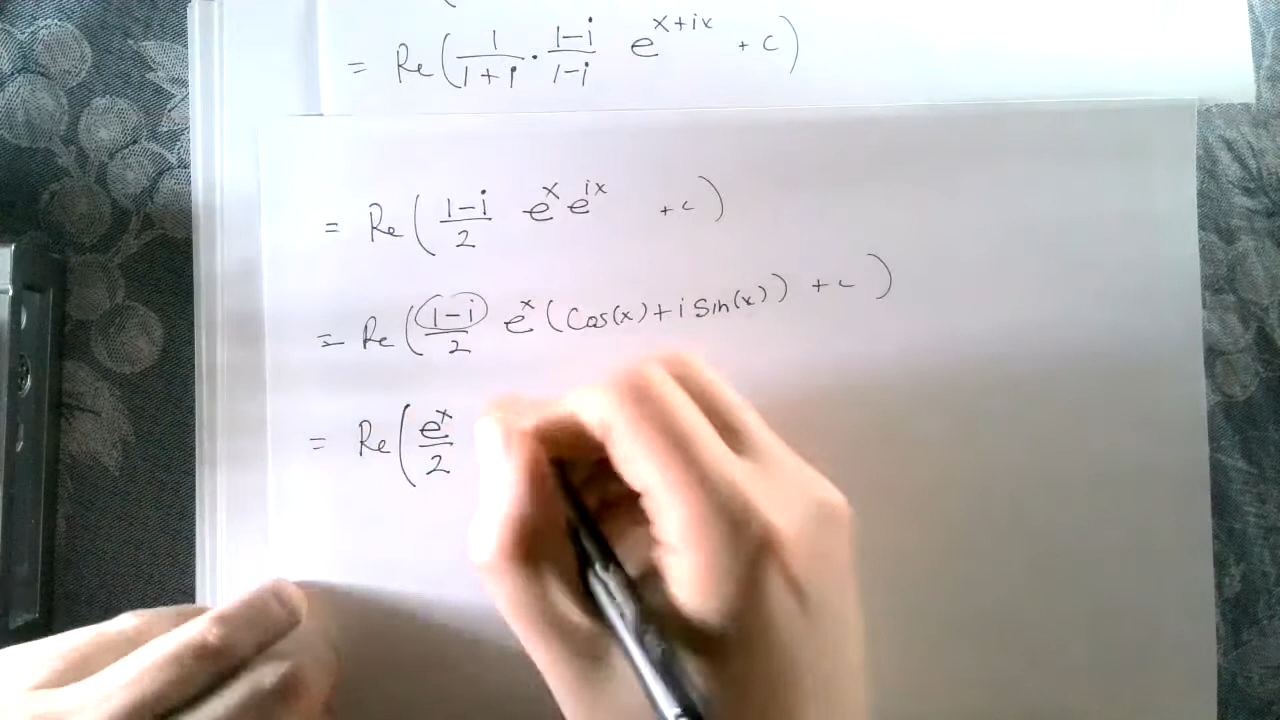 = Re(1/1+i · 1-i/1-i e^x+ix + c)
= Re(1-i/2 e^x e^ix + c)
= Re(1-i/2 e^x (Cos(x) + i Sin(x)) + c)
= Re(e^x/2